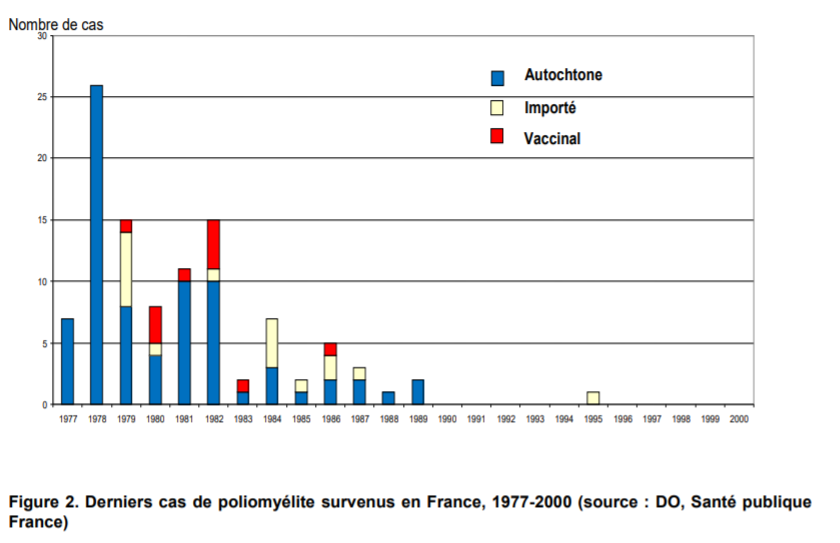 Nombre de cas
30
25
20
15
10
5
0
Autochtone
Importé
Vaccinal
1977 1978 1979 1980 1981 1982 1983 1984 1985 1986 1987 1988 1989 1990 1991 1992 1993 1994 1995 1996 1997 1998 1999 2000
Figure 2. Derniers cas de poliomyélite survenus en France, 1977-2000 (source : DO, Santé publique
France)